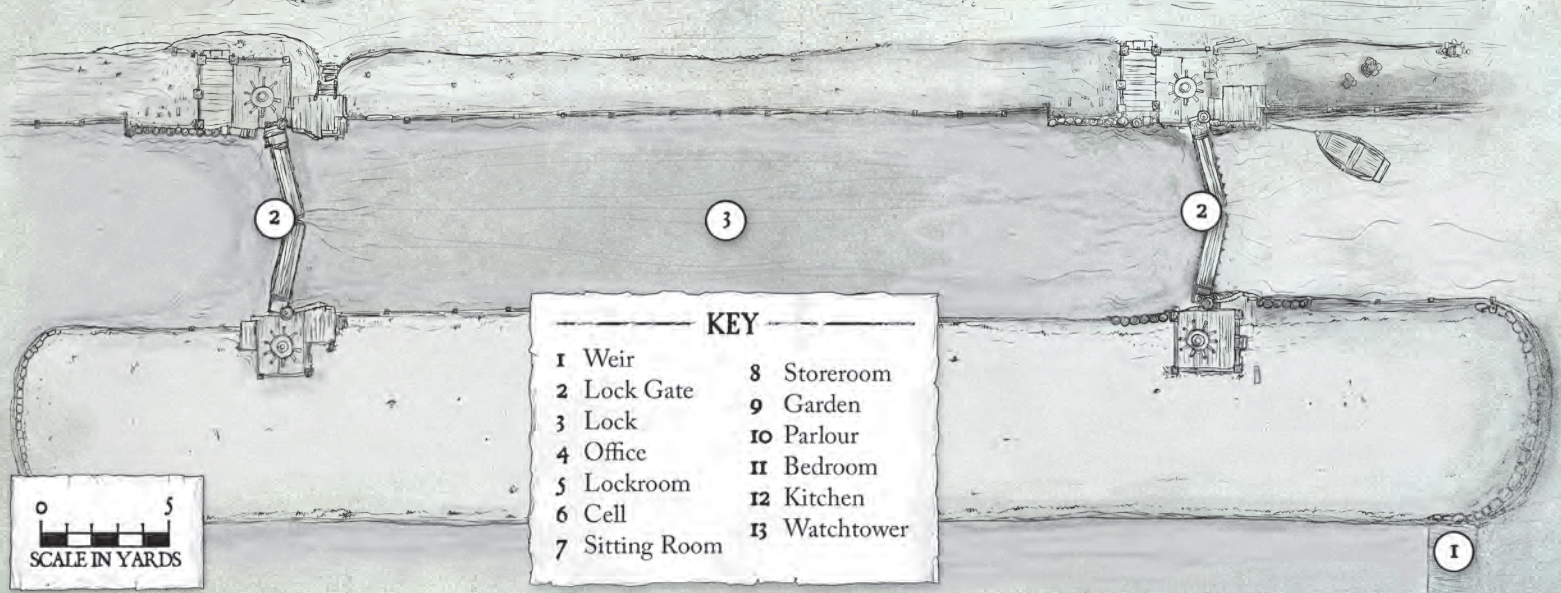 2
3
2
KEY
1 Weir
2 Lock Gate
3 Lock
4 Office
5 Lockroom
6 Cell
7 Sitting Room
8 Storeroom
9 Garden
10 Parlour
11 Bedroom
12 Kitchen
13 Watchtower
0 5
SCALE IN YARDS
1